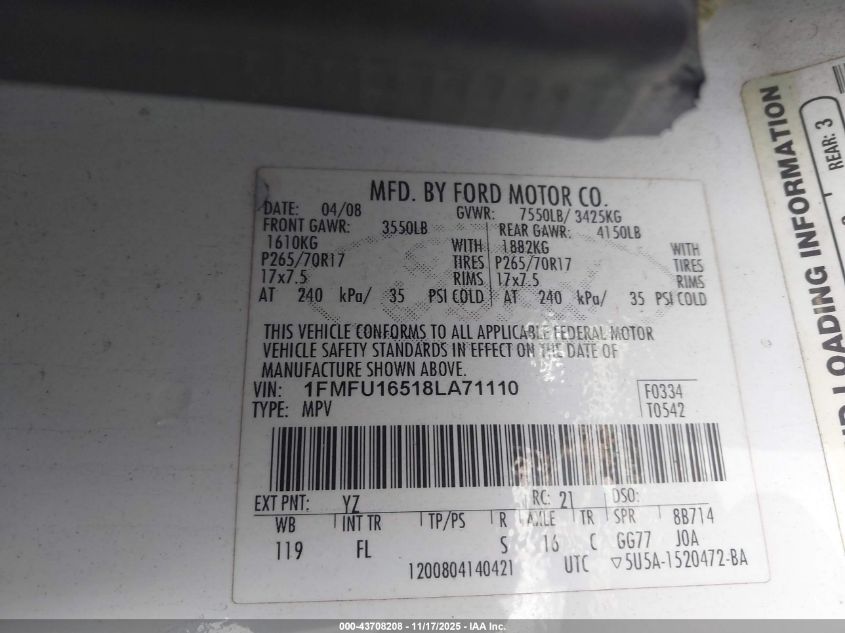 MFD. BY FORD MOTOR CO.
DATE: 04/08 GVWR: 7550LB/ 3425KG
FRONT GAWR: 3550LB REAR GAWR: 4150LB
1610KG WITH 1882KG WITH
P265/70R17 TIRES P265/70R17 TIRES
17x7.5 RIMS 17x7.5 RIMS
AT 240 kPa/ 35 PSI COLD AT 240 kPa/ 35 PSI COLD
THIS VEHICLE CONFORMS TO ALL APPLICABLE FEDERAL MOTOR
VEHICLE SAFETY STANDARDS IN EFFECT ON THE DATE OF
MANUFACTURE SHOWN ABOVE.
VIN: 1FMFU16518LA71110
TYPE: MPV
F0334
T0542
EXT PNT: YZ RC: 21 DSO:
WB INT TR TP/PS R AXLE TR SPR 8B714
119 FL S 16 C GG77 J0A
1200804140421 UTC ▽5U5A-1520472-BA
LOADING INFORMATION
REAR: 3
000-43708208 - 11/17/2025 - IAA Inc.